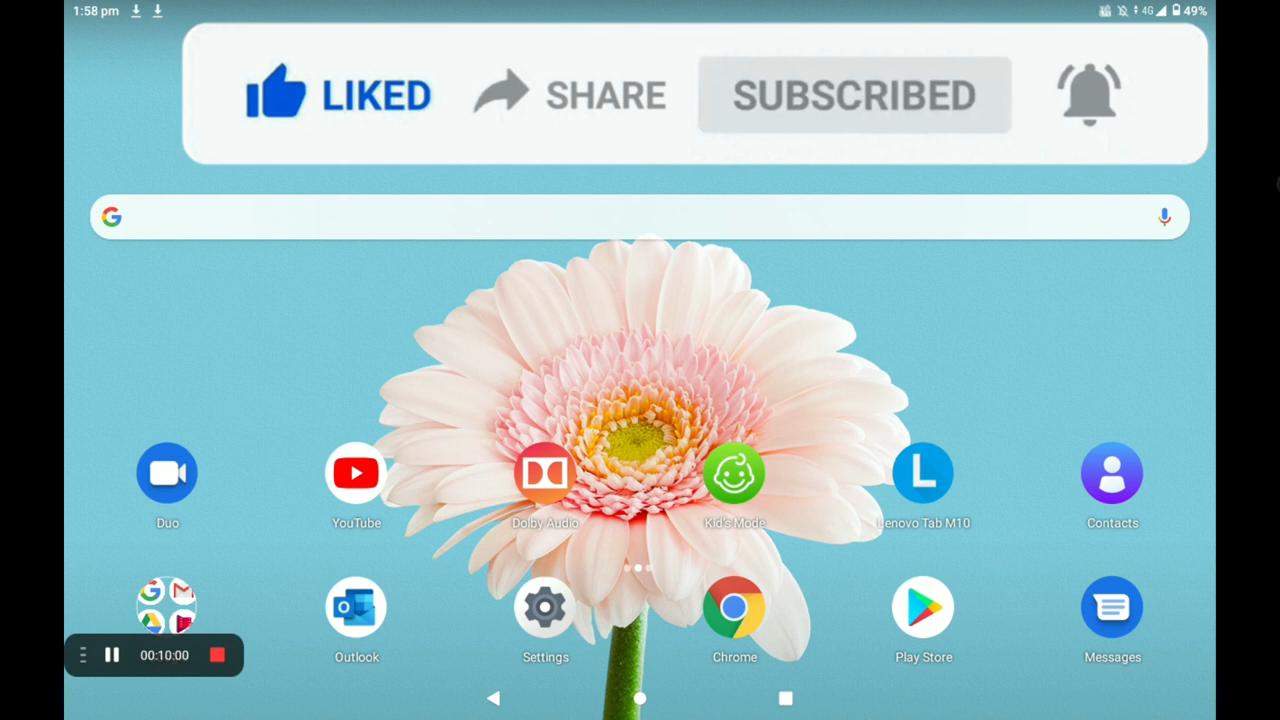 1:58 pm
4G
49%
LIKED
SHARE
SUBSCRIBED
Duo
YouTube
Dolby Audio
Kid's Mode
Lenovo Tab M10
Contacts
00:10:00
Outlook
Settings
Chrome
Play Store
Messages